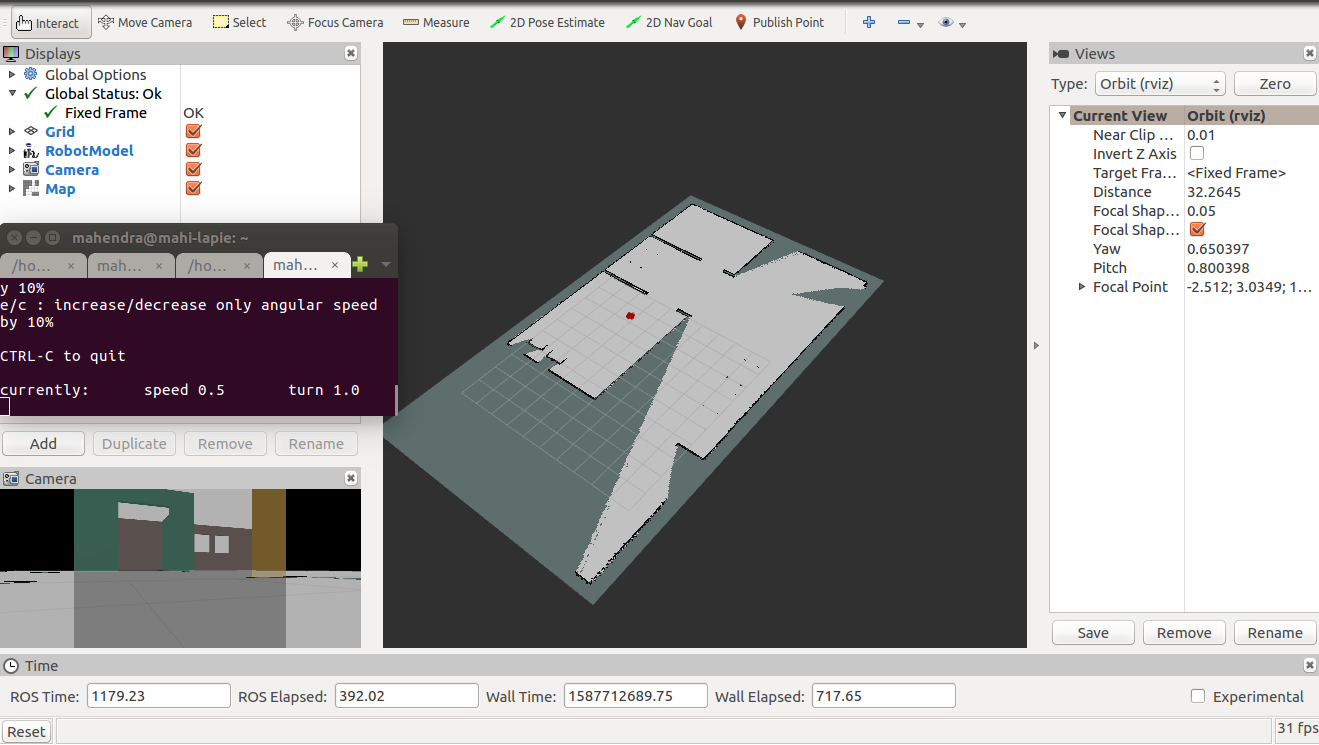 Interact Move Camera Select Focus Camera Measure 2D Pose Estimate 2D Nav Goal Publish Point
Displays
Global Options
Global Status: Ok
Fixed Frame OK
Grid
RobotModel
Camera
Map
mahendra@mahi-lapie: ~
/ho... × mah... × /ho... × mah... ×
y 10%
e/c : increase/decrease only angular speed
by 10%
CTRL-C to quit
currently: speed 0.5 turn 1.0
Add Duplicate Remove Rename
Camera
Views
Type: Orbit (rviz) Zero
Current View Orbit (rviz)
Near Clip ... 0.01
Invert Z Axis
Target Fra... <Fixed Frame>
Distance 32.2645
Focal Shap... 0.05
Focal Shap...
Yaw 0.650397
Pitch 0.800398
Focal Point -2.512; 3.0349; 1...
Save Remove Rename
Time
ROS Time: 1179.23 ROS Elapsed: 392.02 Wall Time: 1587712689.75 Wall Elapsed: 717.65 Experimental
Reset 31 fps